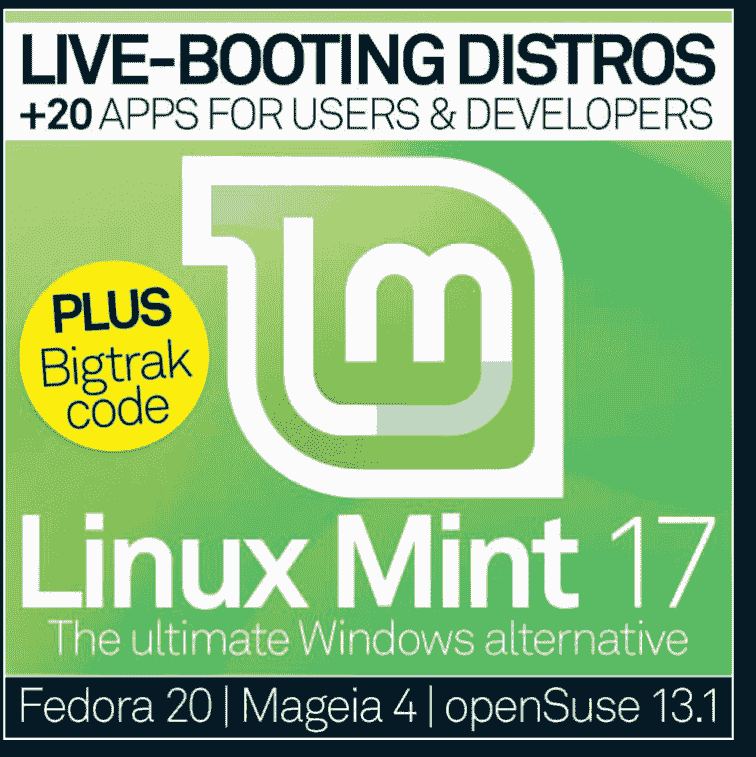 LIVE-BOOTING DISTROS
+20 APPS FOR USERS & DEVELOPERS
lm
PLUS
Bigtrak
code
Linux Mint 17
The ultimate Windows alternative
Fedora 20 | Mageia 4 | openSuse 13.1